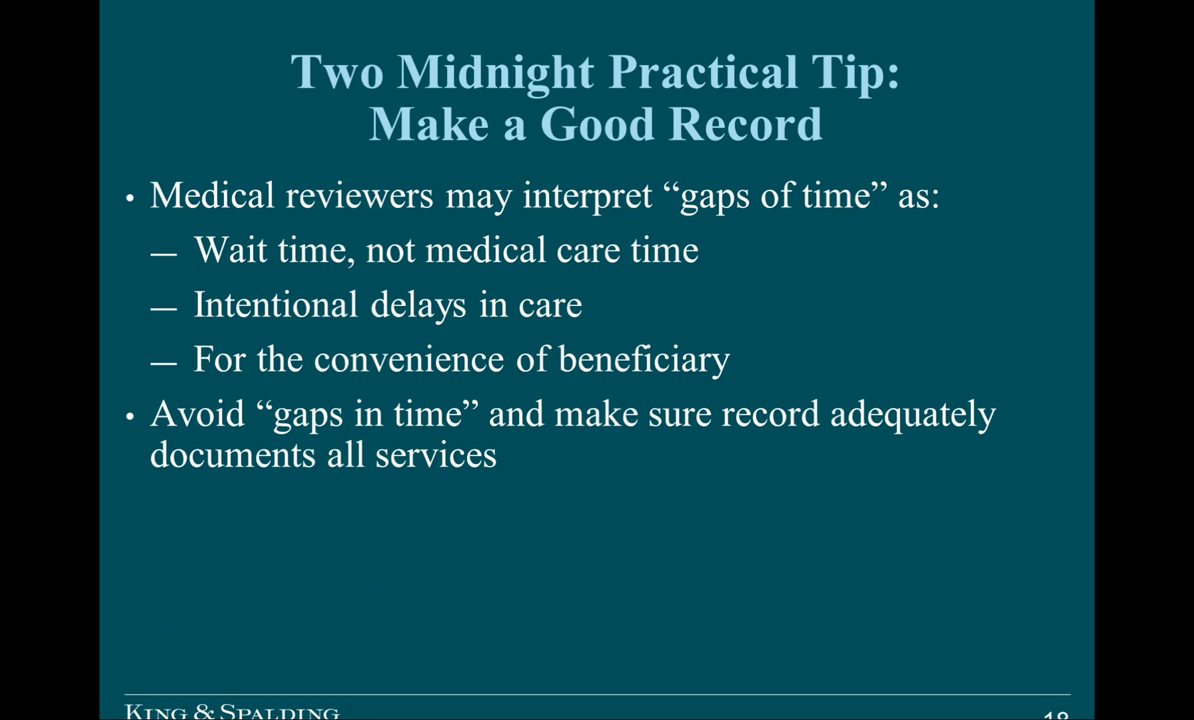 Two Midnight Practical Tip:
Make a Good Record
• Medical reviewers may interpret “gaps of time” as:
— Wait time, not medical care time
— Intentional delays in care
— For the convenience of beneficiary
• Avoid “gaps in time” and make sure record adequately
documents all services
KING & SPALDING
18